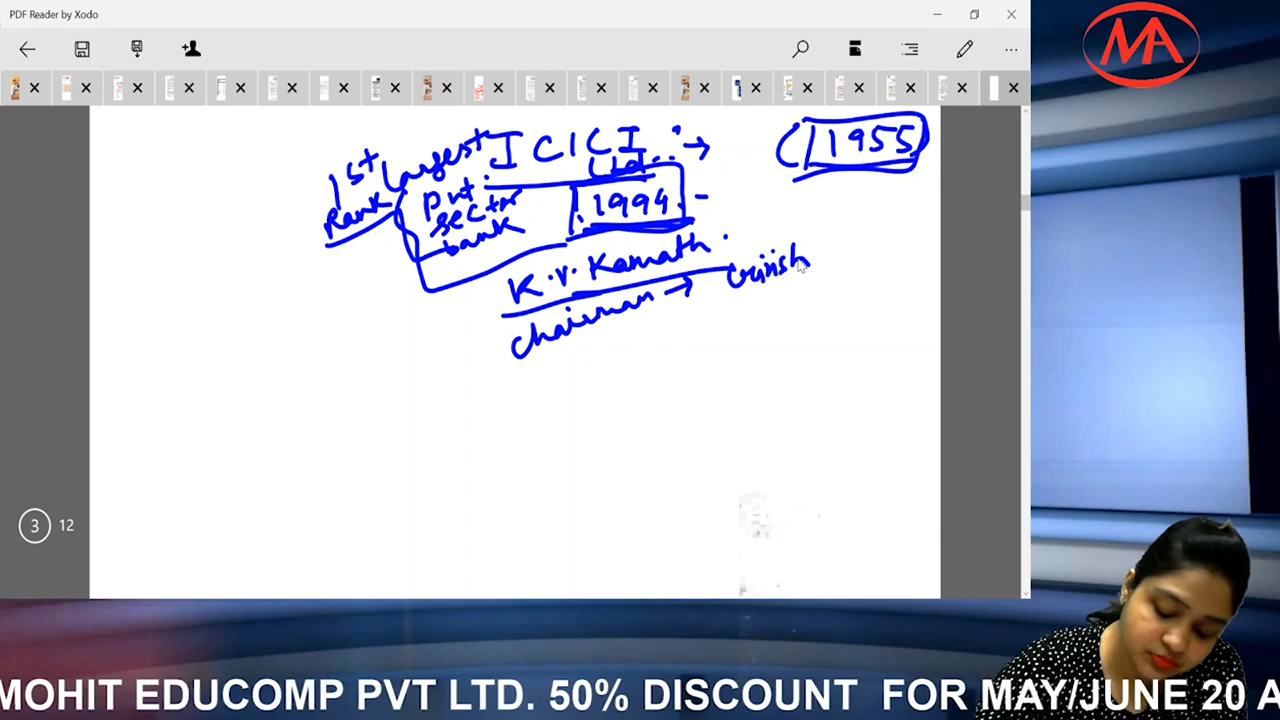 PDF Reader by Xodo
MA
ICICI → (1955)
Ltd.
1st largest
Rank
pvt.
sector
bank
1994 -
K.V. Kamath
chairman → Girish
3 12
MOHIT EDUCOMP PVT LTD. 50% DISCOUNT FOR MAY/JUNE 20 A